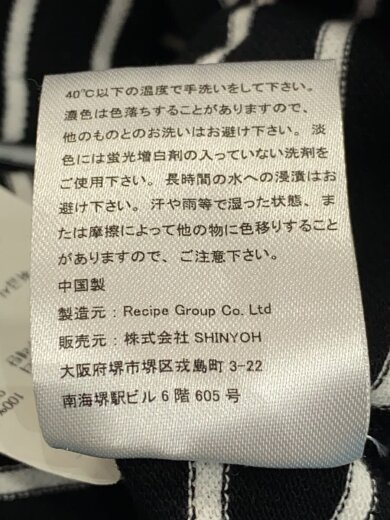 40℃以下の温度で手洗いをして下さい。
濃色は色落ちすることがありますので、
他のものとのお洗いはお避け下さい。淡
色には蛍光増白剤の入っていない洗剤を
ご使用下さい。長時間の水への浸漬はお
避け下さい。汗や雨等で湿った状態、ま
たは摩擦によって他の物に色移りすること
がありますので、ご注意下さい。
中国製
製造元：Recipe Group Co. Ltd
販売元：株式会社 SHINYOH
大阪府堺市堺区戎島町 3-22
南海堺駅ビル 6 階 605 号